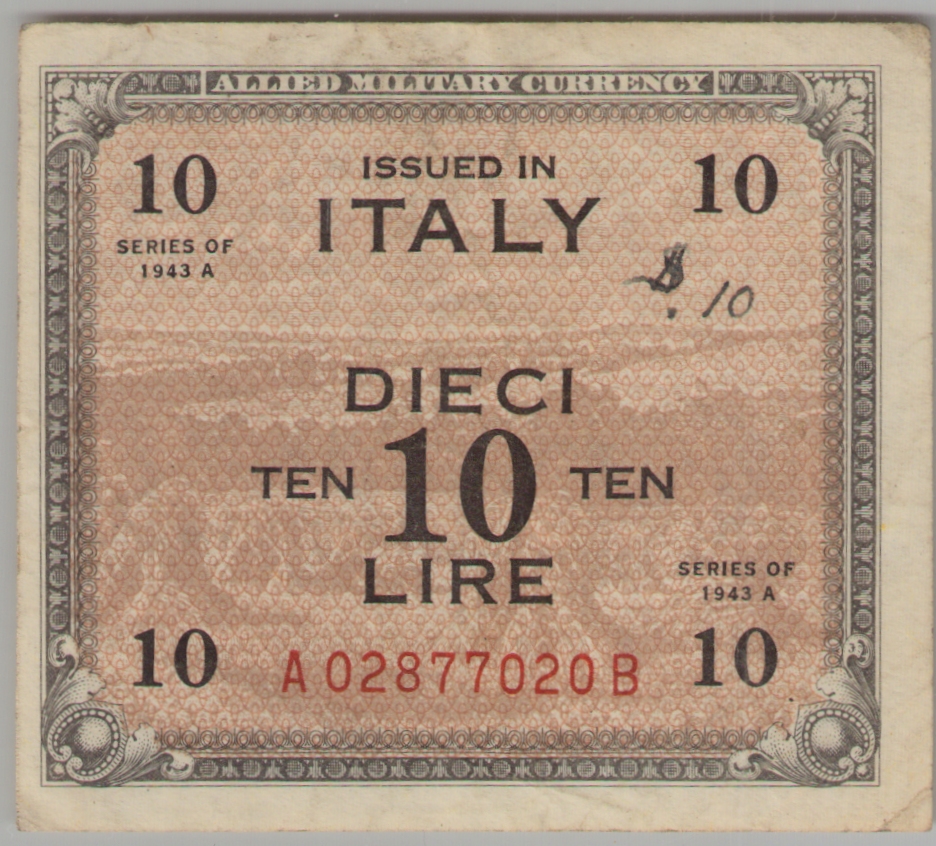 ALLIED MILITARY CURRENCY
10 ISSUED IN 10
ITALY
SERIES OF
1943 A
$.10
DIECI
TEN 10 TEN
LIRE
SERIES OF
1943 A
10 A02877020B 10